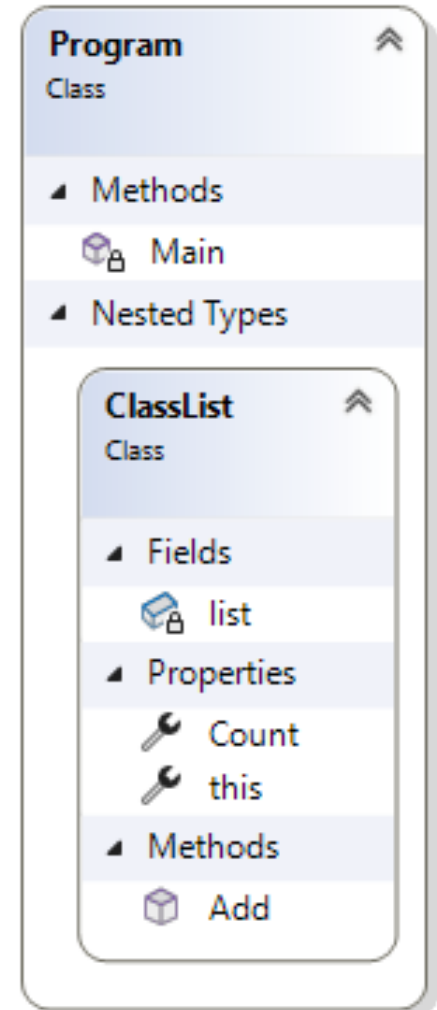 Program
Class
Methods
Main
Nested Types
ClassList
Class
Fields
list
Properties
Count
this
Methods
Add